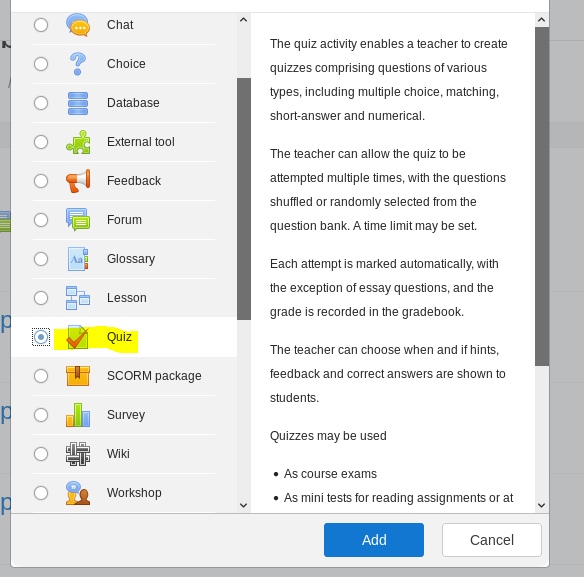 Chat
Choice
Database
External tool
Feedback
Forum
Aa
Glossary
Lesson
Quiz
SCORM package
Survey
Wiki
Workshop
The quiz activity enables a teacher to create
quizzes comprising questions of various
types, including multiple choice, matching,
short-answer and numerical.
The teacher can allow the quiz to be
attempted multiple times, with the questions
shuffled or randomly selected from the
question bank. A time limit may be set.
Each attempt is marked automatically, with
the exception of essay questions, and the
grade is recorded in the gradebook.
The teacher can choose when and if hints,
feedback and correct answers are shown to
students.
Quizzes may be used
• As course exams
• As mini tests for reading assignments or at
Add
Cancel